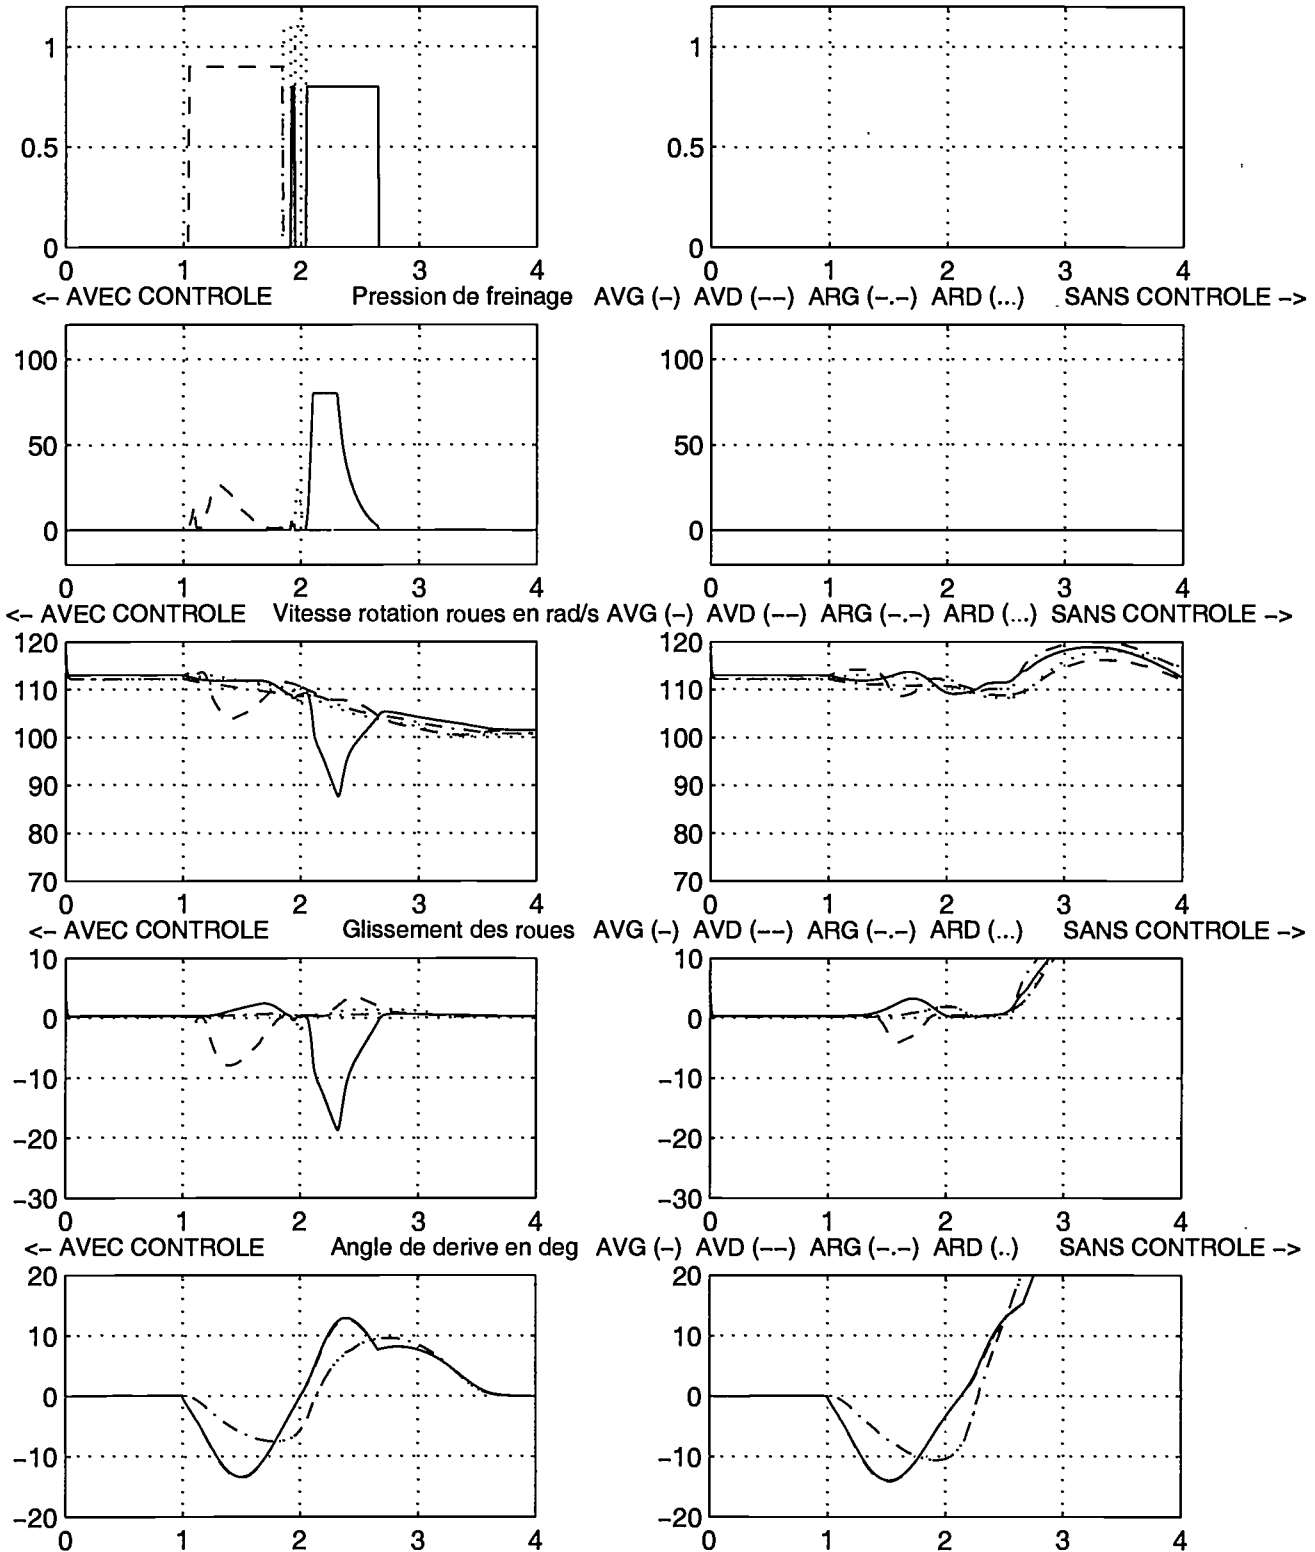 1 1
0.5 0.5
0 0
0 1 2 3 4 0 1 2 3 4
<- AVEC CONTROLE Pression de freinage AVG (-) AVD (--) ARG (-.-) ARD (...) SANS CONTROLE ->
100 100
50 50
0 0
0 1 2 3 4 0 1 2 3 4
<- AVEC CONTROLE Vitesse rotation roues en rad/s AVG (-) AVD (--) ARG (-.-) ARD (...) SANS CONTROLE ->
120 120
110 110
100 100
90 90
80 80
70 70
0 1 2 3 4 0 1 2 3 4
<- AVEC CONTROLE Glissement des roues AVG (-) AVD (--) ARG (-.-) ARD (...) SANS CONTROLE ->
10 10
0 0
-10 -10
-20 -20
-30 -30
0 1 2 3 4 0 1 2 3 4
<- AVEC CONTROLE Angle de derive en deg AVG (-) AVD (--) ARG (-.-) ARD (..) SANS CONTROLE ->
20 20
10 10
0 0
-10 -10
-20 -20
0 1 2 3 4 0 1 2 3 4